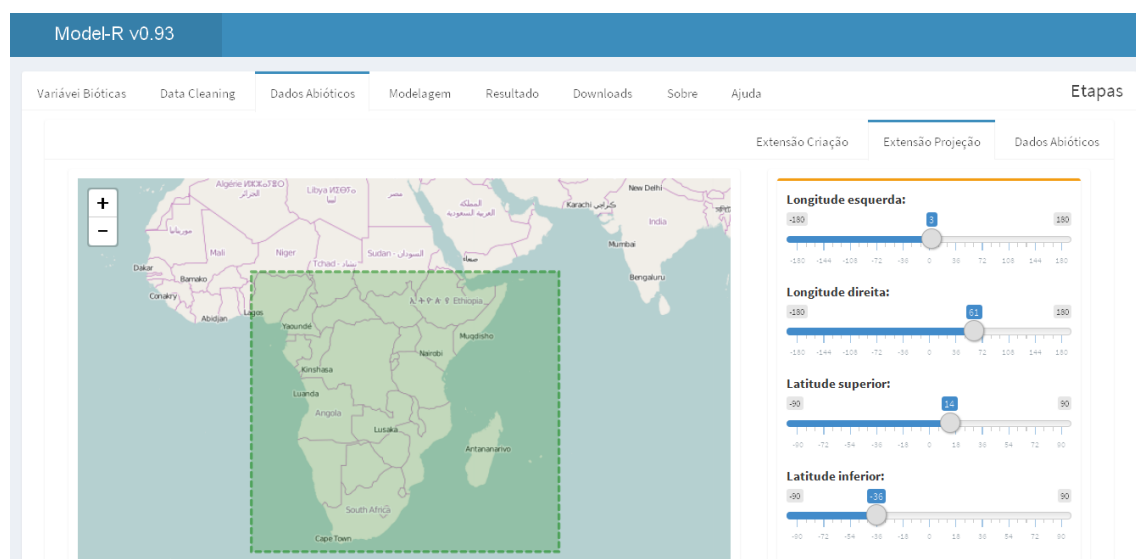 Model-R v0.93
Variávei Bióticas Data Cleaning Dados Abióticos Modelagem Resultado Downloads Sobre Ajuda Etapas
Extensão Criação Extensão Projeção Dados Abióticos
+
−
Libya
Mali
Niger
New Delhi
India
Mumbai
Bengaluru
Dakar
Bamako
Conakry
Abidjan
Lagos
Yaoundé
Ethiopia
Muqdisho
Nairobi
Kinshasa
Luanda
Angola
Lusaka
Antananarivo
South Africa
Cape Town
Longitude esquerda:
-180 3 180
-180 -144 -108 -72 -36 0 36 72 108 144 180
Longitude direita:
-180 61 180
-180 -144 -108 -72 -36 0 36 72 108 144 180
Latitude superior:
-90 14 90
-90 -72 -54 -36 -18 0 18 36 54 72 90
Latitude inferior:
-90 -36 90
-90 -72 -54 -36 -18 0 18 36 54 72 90